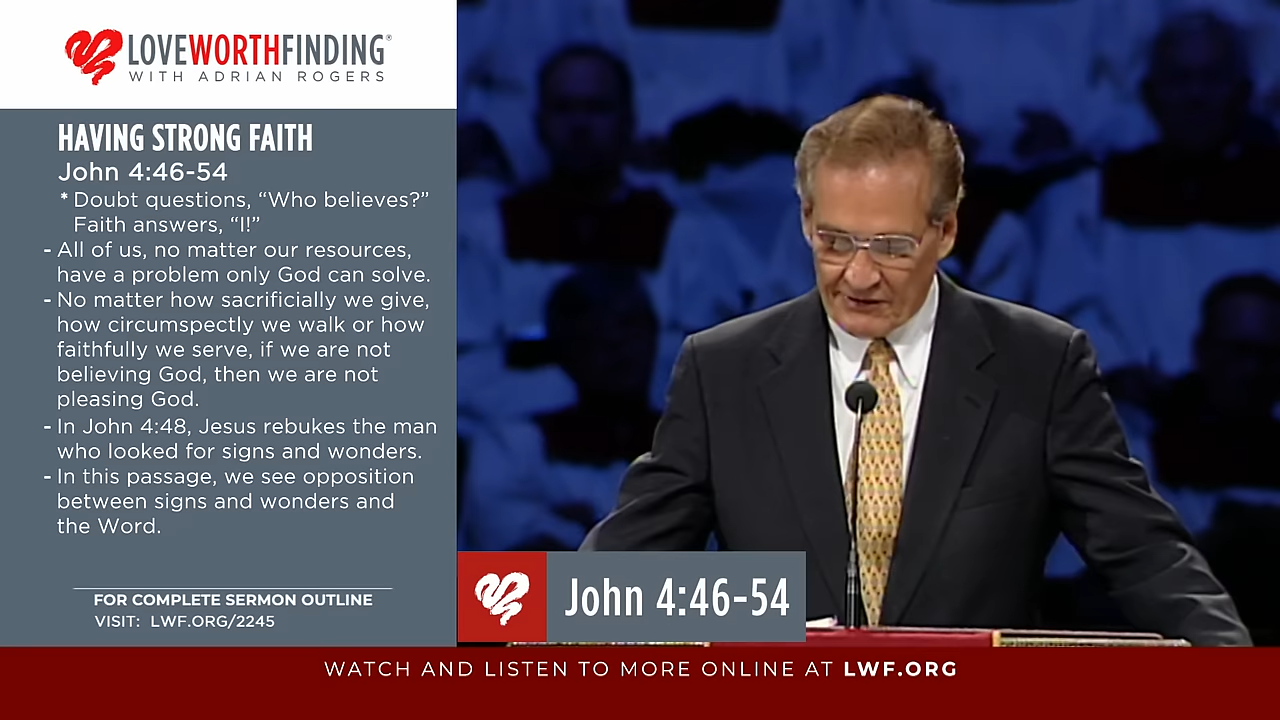 LOVEWORTHFINDING®
WITH ADRIAN ROGERS
HAVING STRONG FAITH
John 4:46-54
* Doubt questions, “Who believes?”
Faith answers, “I!”
- All of us, no matter our resources,
have a problem only God can solve.
- No matter how sacrificially we give,
how circumspectly we walk or how
faithfully we serve, if we are not
believing God, then we are not
pleasing God.
- In John 4:48, Jesus rebukes the man
who looked for signs and wonders.
- In this passage, we see opposition
between signs and wonders and
the Word.
FOR COMPLETE SERMON OUTLINE
VISIT: LWF.ORG/2245
John 4:46-54
WATCH AND LISTEN TO MORE ONLINE AT LWF.ORG